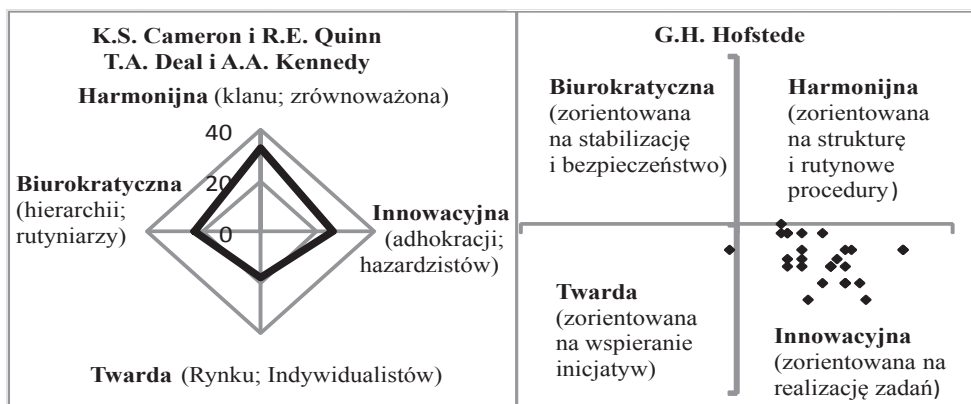 K.S. Cameron i R.E. Quinn
T.A. Deal i A.A. Kennedy
Harmonijna (klanu; zrównoważona)
40
Biurokratyczna
(hierarchii;
rutyniarzy)
20
0
Innowacyjna
(adhokracji;
hazardzistów)
Twarda (Rynku; Indywidualistów)
G.H. Hofstede
Biurokratyczna
(zorientowana
na stabilizację
i bezpieczeństwo)
Harmonijna
(zorientowana
na strukturę
i rutynowe
procedury)
Twarda
(zorientowana
na wspieranie
inicjatyw)
Innowacyjna
(zorientowana na
realizację zadań)